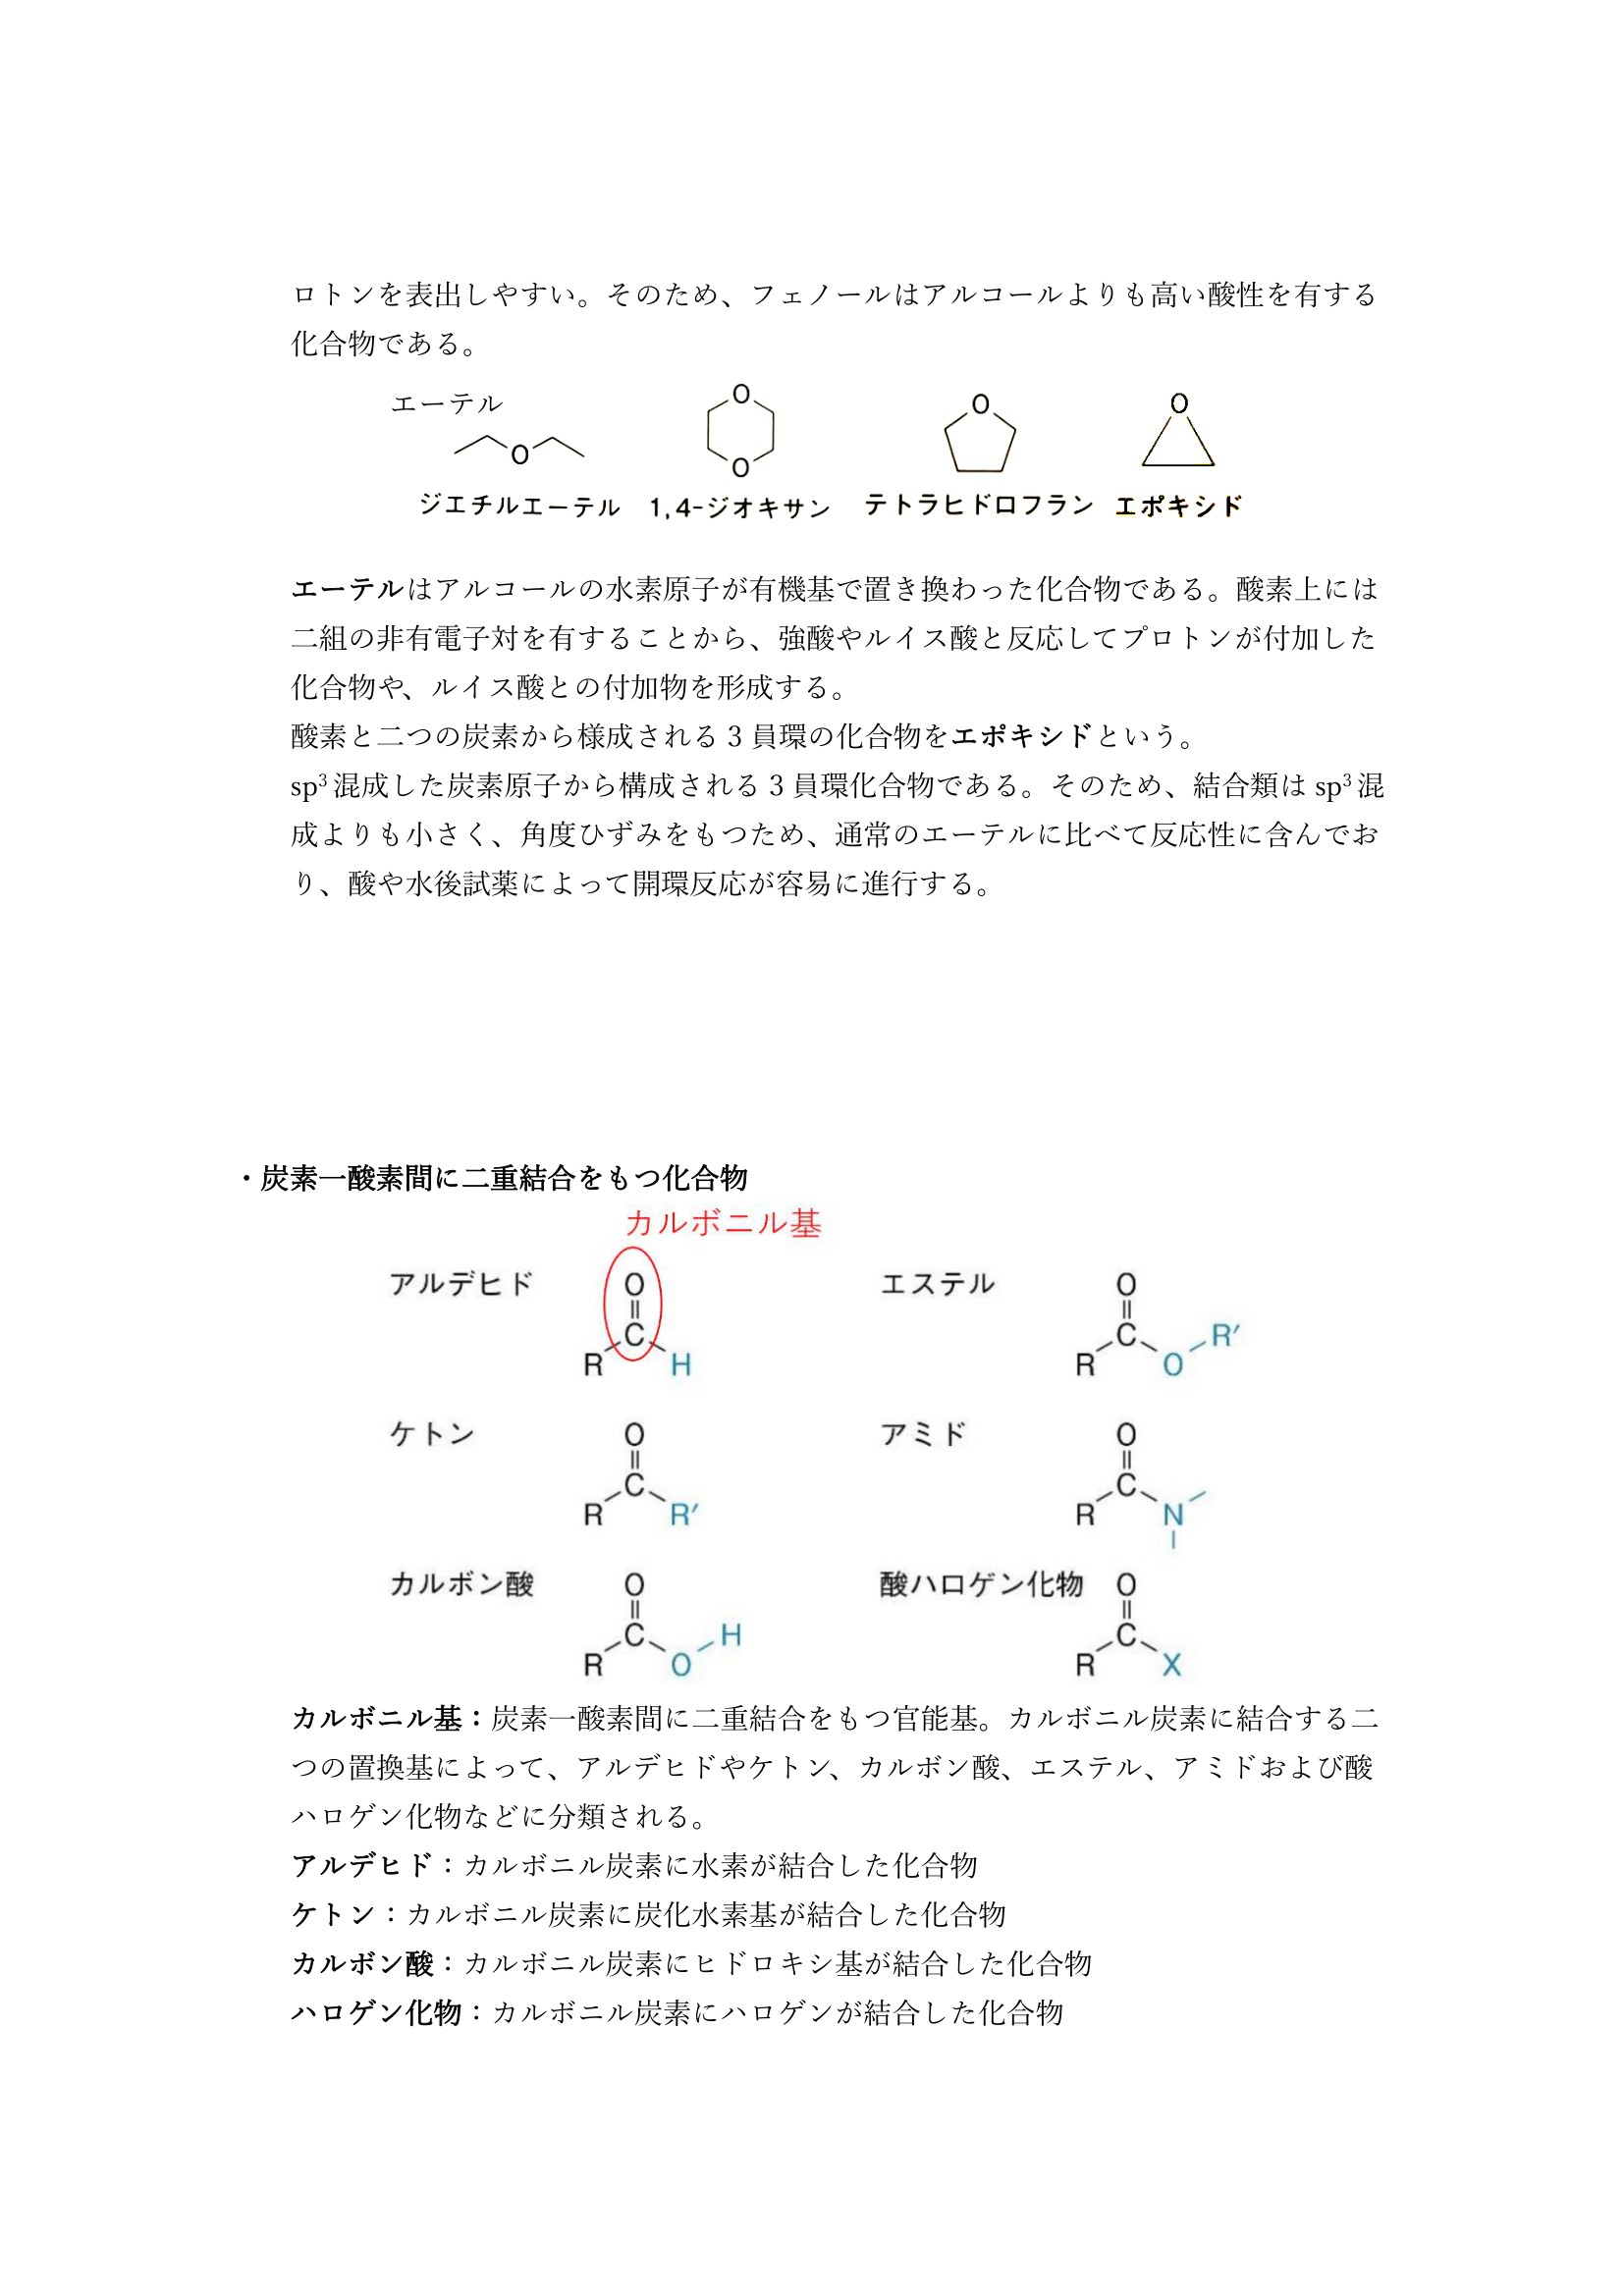 ロトンを表出しやすい。そのため、フェノールはアルコールよりも高い酸性を有する
化合物である。
エーテル
O
O
O
O
O
ジエチルエーテル 1,4-ジオキサン テトラヒドロフラン エポキシド
エーテルはアルコールの水素原子が有機基で置き換わった化合物である。酸素上には
二組の非有電子対を有することから、強酸やルイス酸と反応してプロトンが付加した
化合物や、ルイス酸との付加物を形成する。
酸素と二つの炭素から様成される 3 員環の化合物をエポキシドという。
sp³混成した炭素原子から構成される 3 員環化合物である。そのため、結合類は sp³混
成よりも小さく、角度ひずみをもつため、通常のエーテルに比べて反応性に含んでお
り、酸や水後試薬によって開環反応が容易に進行する。
・炭素一酸素間に二重結合をもつ化合物
カルボニル基
アルデヒド O エステル O
C C R′
R H R O
ケトン O アミド O
C C
R R′ R N
カルボン酸 O 酸ハロゲン化物 O
C H C
R O R X
カルボニル基：炭素一酸素間に二重結合をもつ官能基。カルボニル炭素に結合する二
つの置換基によって、アルデヒドやケトン、カルボン酸、エステル、アミドおよび酸
ハロゲン化物などに分類される。
アルデヒド：カルボニル炭素に水素が結合した化合物
ケトン：カルボニル炭素に炭化水素基が結合した化合物
カルボン酸：カルボニル炭素にヒドロキシ基が結合した化合物
ハロゲン化物：カルボニル炭素にハロゲンが結合した化合物